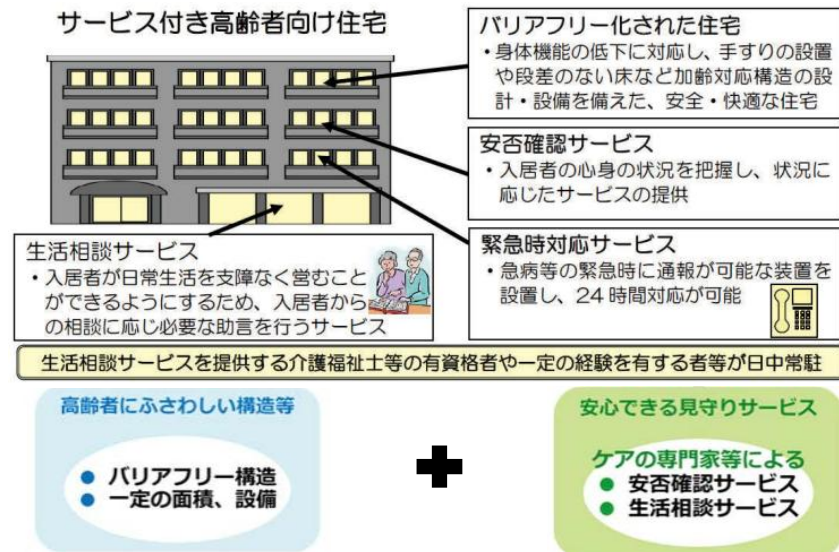 サービス付き高齢者向け住宅
バリアフリー化された住宅
・身体機能の低下に対応し、手すりの設置
や段差のない床など加齢対応構造の設
計・設備を備えた、安全・快適な住宅
安否確認サービス
・入居者の心身の状況を把握し、状況に
応じたサービスの提供
緊急時対応サービス
・急病等の緊急時に通報が可能な装置を
設置し、24時間対応が可能
生活相談サービス
・入居者が日常生活を支障なく営むこと
ができるようにするため、入居者から
の相談に応じ必要な助言を行うサービス
生活相談サービスを提供する介護福祉士等の有資格者や一定の経験を有する者等が日中常駐
高齢者にふさわしい構造等
● バリアフリー構造
● 一定の面積、設備
安心できる見守りサービス
ケアの専門家等による
● 安否確認サービス
● 生活相談サービス